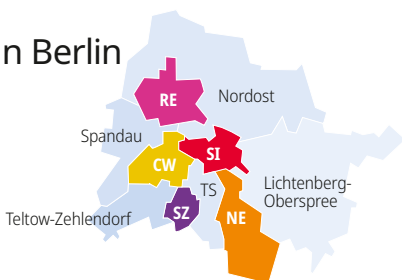 n Berlin
RE
Nordost
Spandau
CW
SI
TS
Lichtenberg-
Oberspree
Teltow-Zehlendorf
SZ
NE